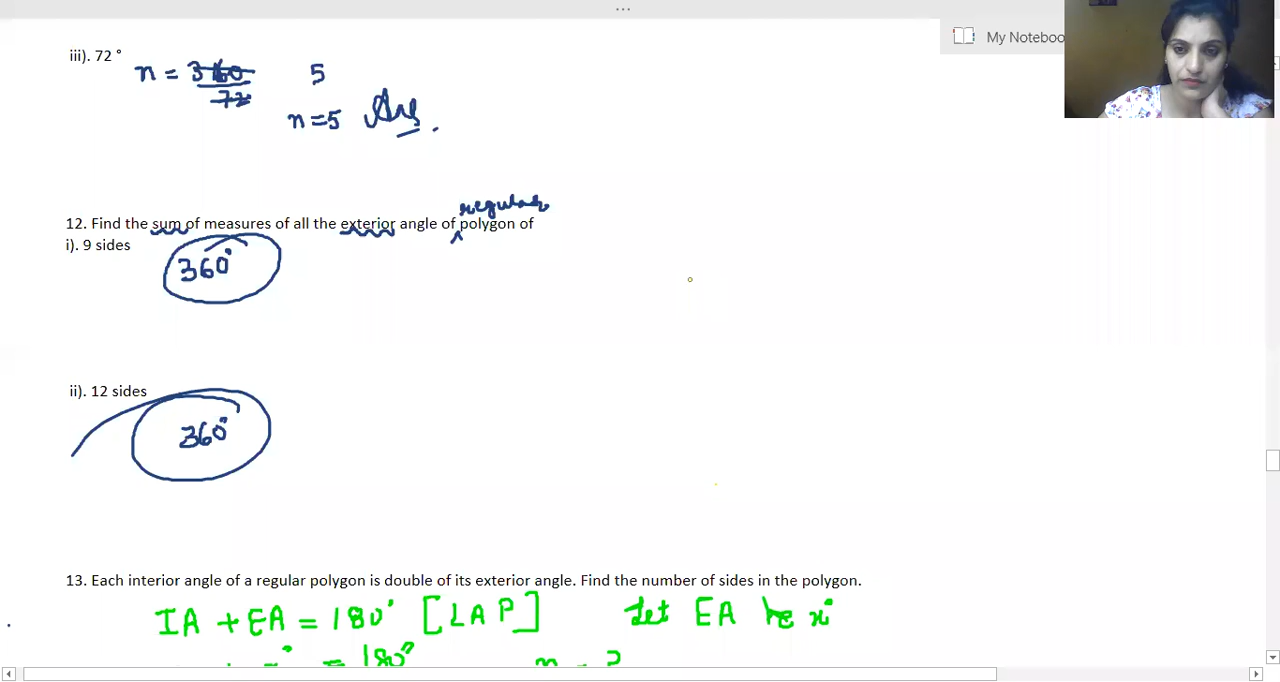 My Noteboo
iii). 72 °
n = 360/72 5
n = 5 Ans.
regular
12. Find the sum of measures of all the exterior angle of polygon of
i). 9 sides
360°
ii). 12 sides
360°
13. Each interior angle of a regular polygon is double of its exterior angle. Find the number of sides in the polygon.
IA + EA = 180° [LAP] Let EA be x°
= 180°